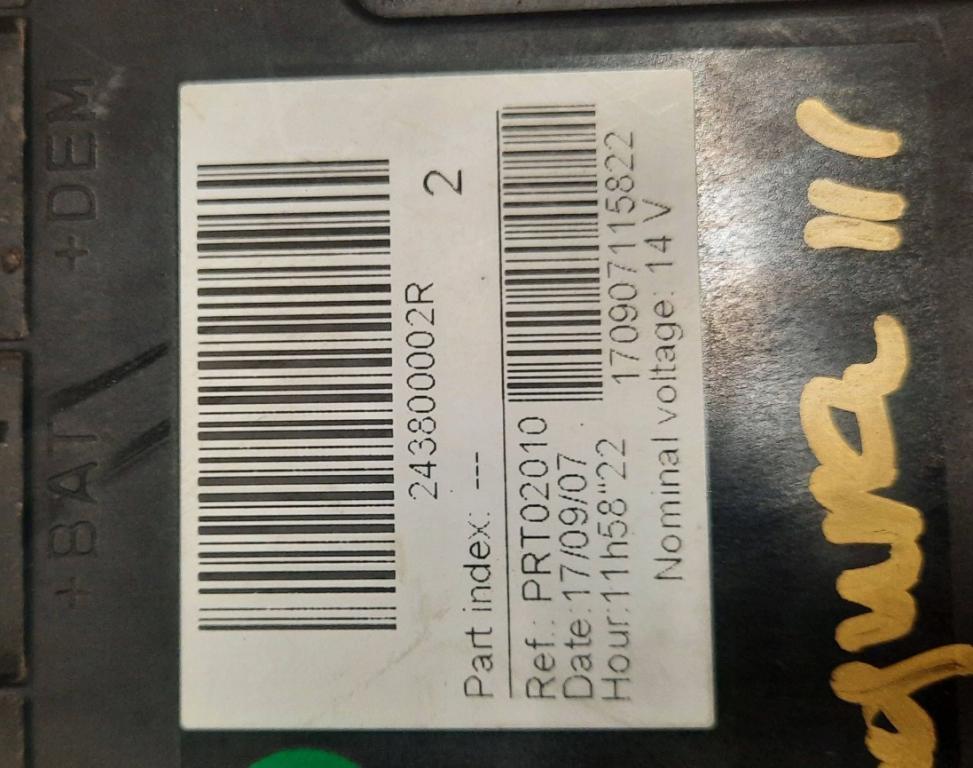 +BAT +DEM
243800002R
Part index: --- 2
Ref.: PRT02010
Date:17/09/07
Hour:11h58"22 170907115822
Nominal voltage: 14 V